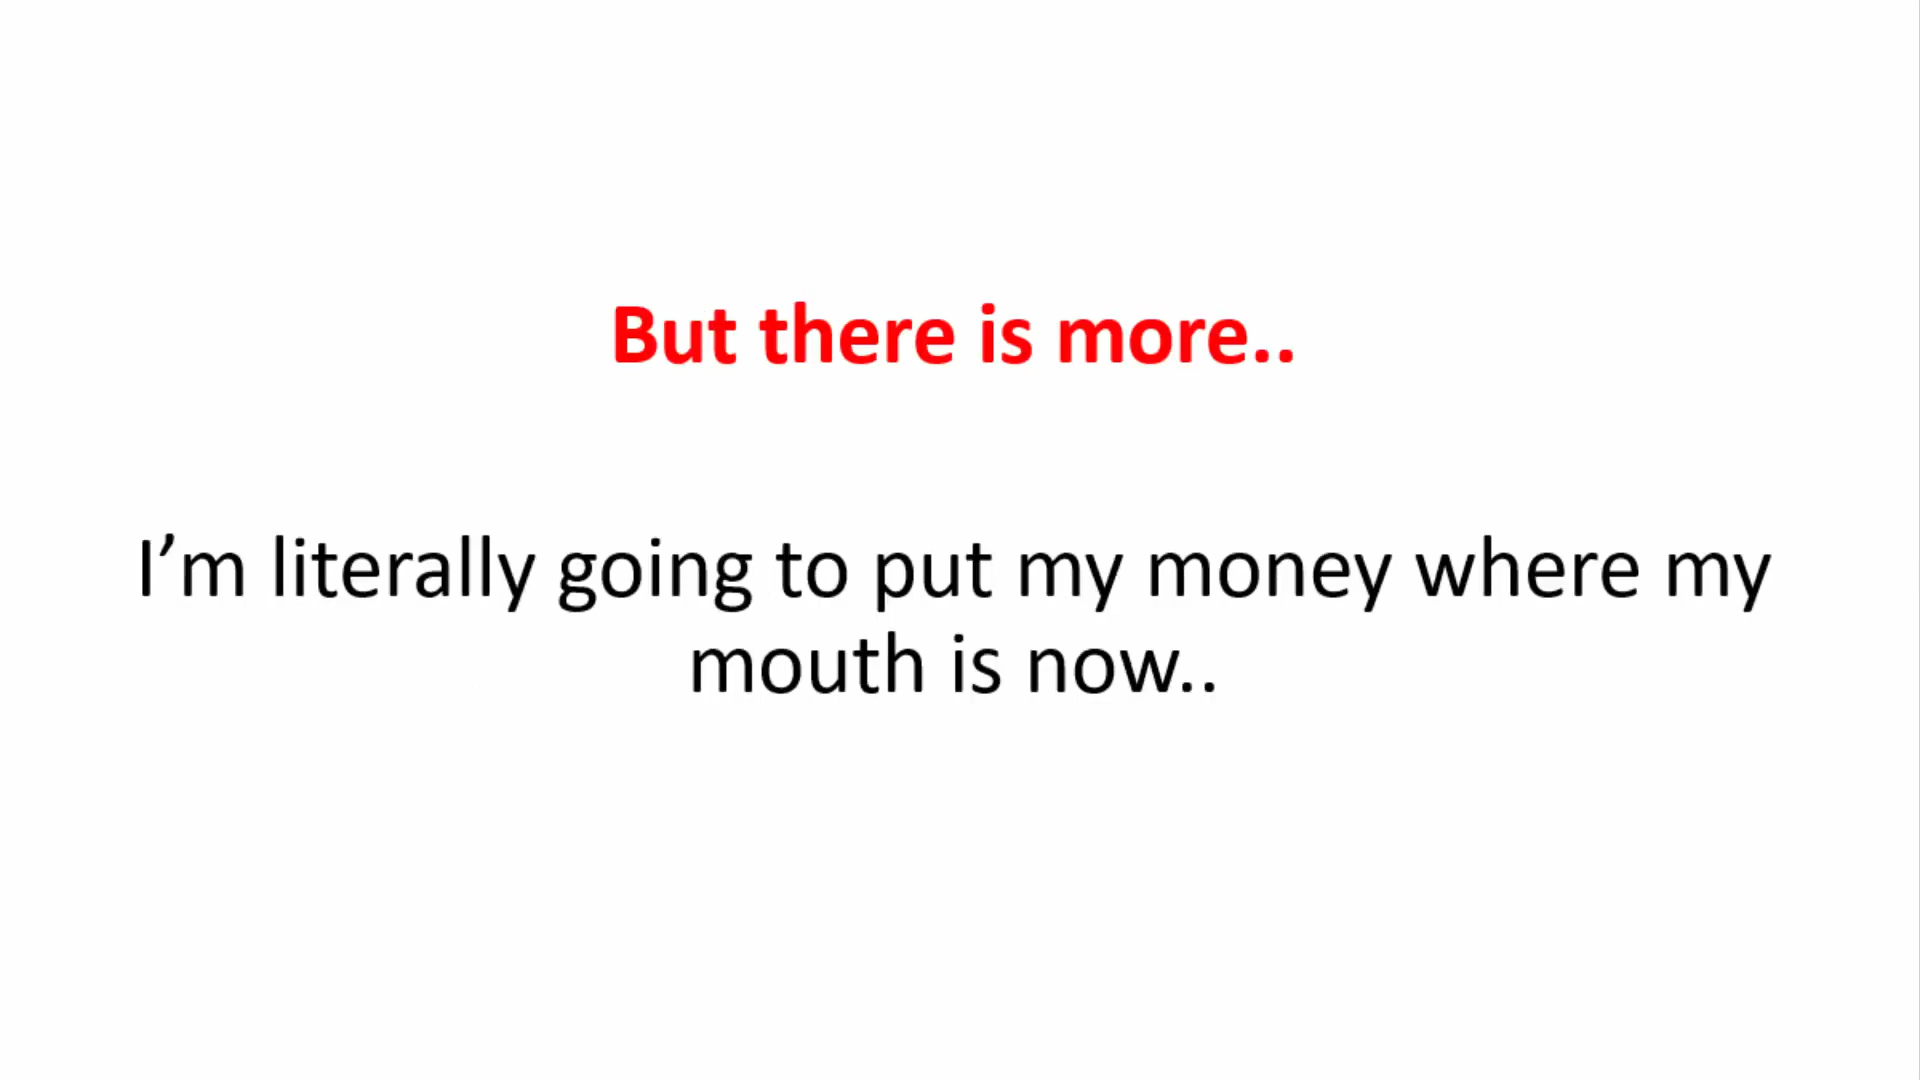 But there is more..
I’m literally going to put my money where my
mouth is now..